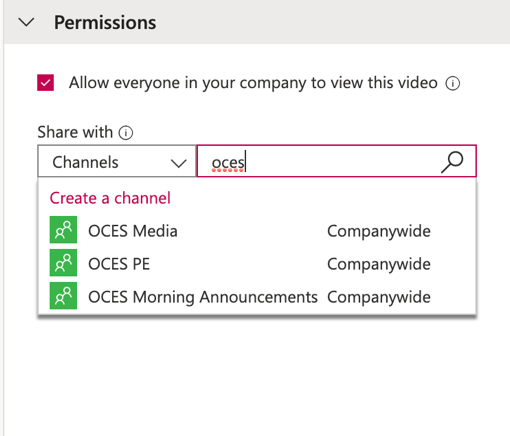 Permissions
Allow everyone in your company to view this video
Share with
Channels oces
Create a channel
OCES Media Companywide
OCES PE Companywide
OCES Morning Announcements Companywide